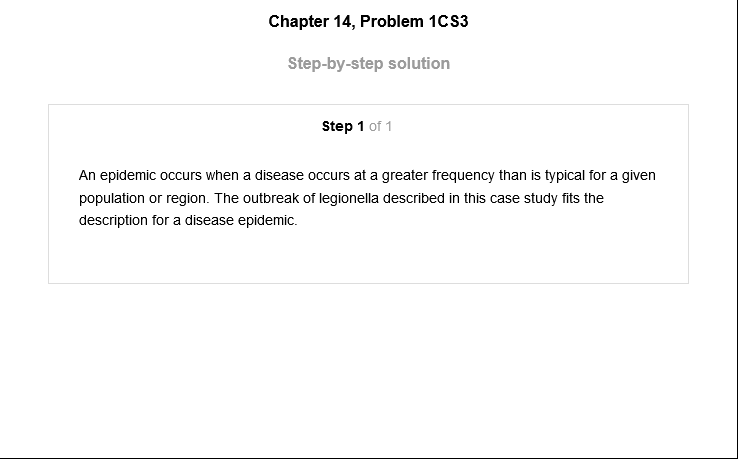 Chapter 14, Problem 1CS3
Step-by-step solution
Step 1 of 1
An epidemic occurs when a disease occurs at a greater frequency than is typical for a given
population or region. The outbreak of legionella described in this case study fits the
description for a disease epidemic.